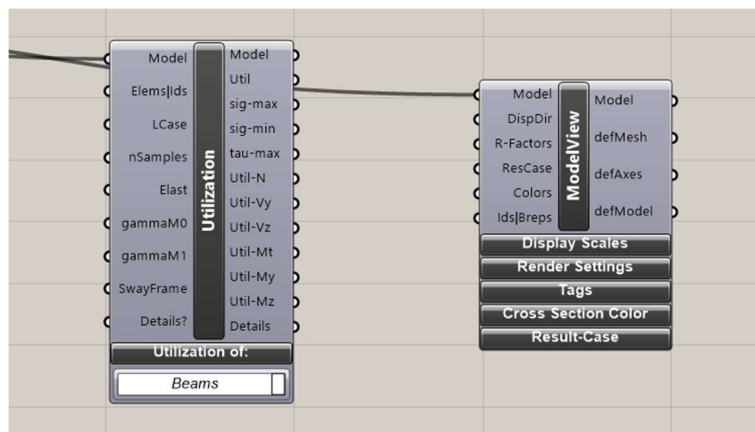 Model
Elems|Ids
LCase
nSamples
Elast
gammaM0
gammaM1
SwayFrame
Details?
Utilization
Model
Util
sig-max
sig-min
tau-max
Util-N
Util-Vy
Util-Vz
Util-Mt
Util-My
Util-Mz
Details
Utilization of:
Beams
Model
DispDir
R-Factors
ResCase
Colors
Ids|Breps
ModelView
Model
defMesh
defAxes
defModel
Display Scales
Render Settings
Tags
Cross Section Color
Result-Case